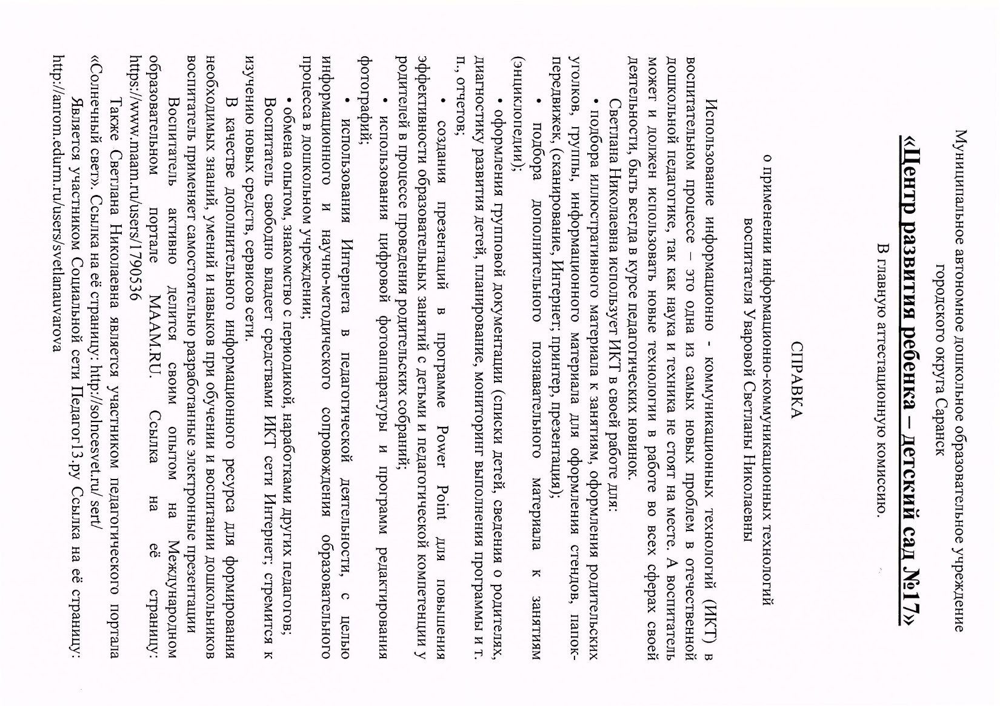 Муниципальное автономное дошкольное образовательное учреждение
городского округа Саранск
«Центр развития ребенка – детский сад №17»
В главную аттестационную комиссию.
СПРАВКА
о применении информационно-коммуникационных технологий
воспитателя Уваровой Светланы Николаевны
Использование информационно - коммуникационных технологий (ИКТ) в
воспитательном процессе – это одна из самых новых проблем в отечественной
дошкольной педагогике, так как наука и техника не стоят на месте. А воспитатель
может и должен использовать новые технологии в работе во всех сферах своей
деятельности, быть всегда в курсе педагогических новинок.
Светлана Николаевна использует ИКТ в своей работе для:
• подбора иллюстративного материала к занятиям, оформления родительских
уголков, группы, информационного материала для оформления стендов, папок-
передвижек, (сканирование, Интернет; принтер, презентация);
• подбора дополнительного познавательного материала к занятиям
(энциклопедии);
• оформления групповой документации (списки детей, сведения о родителях,
диагностику развития детей, планирование, мониторинг выполнения программы и т.
п., отчетов;
• создания презентаций в программе Power Point для повышения
эффективности образовательных занятий с детьми и педагогической компетенции у
родителей в процессе проведения родительских собраний;
• использования цифровой фотоаппаратуры и программ редактирования
фотографий;
• использования Интернета в педагогической деятельности, с целью
информационного и научно-методического сопровождения образовательного
процесса в дошкольном учреждении;
• обмена опытом, знакомство с периодикой, наработками других педагогов;
Воспитатель свободно владеет средствами ИКТ сети Интернет; стремится к
изучению новых средств, сервисов сети.
В качестве дополнительного информационного ресурса для формирования
необходимых знаний, умений и навыков при обучении и воспитании дошкольников
воспитатель применяет самостоятельно разработанные электронные презентации
Воспитатель активно делится своим опытом на Международном
образовательном портале MAAM.RU. Ссылка на её страницу:
https://www.maam.ru/users/1790536
Также Светлана Николаевна является участником педагогического портала
«Солнечный свет». Ссылка на её страницу: http://solncesvet.ru/ sert/
Является участником Социальной сети Педагог13.ру Ссылка на её страницу:
http://anrom.edurm.ru/users/svetlanauvarova